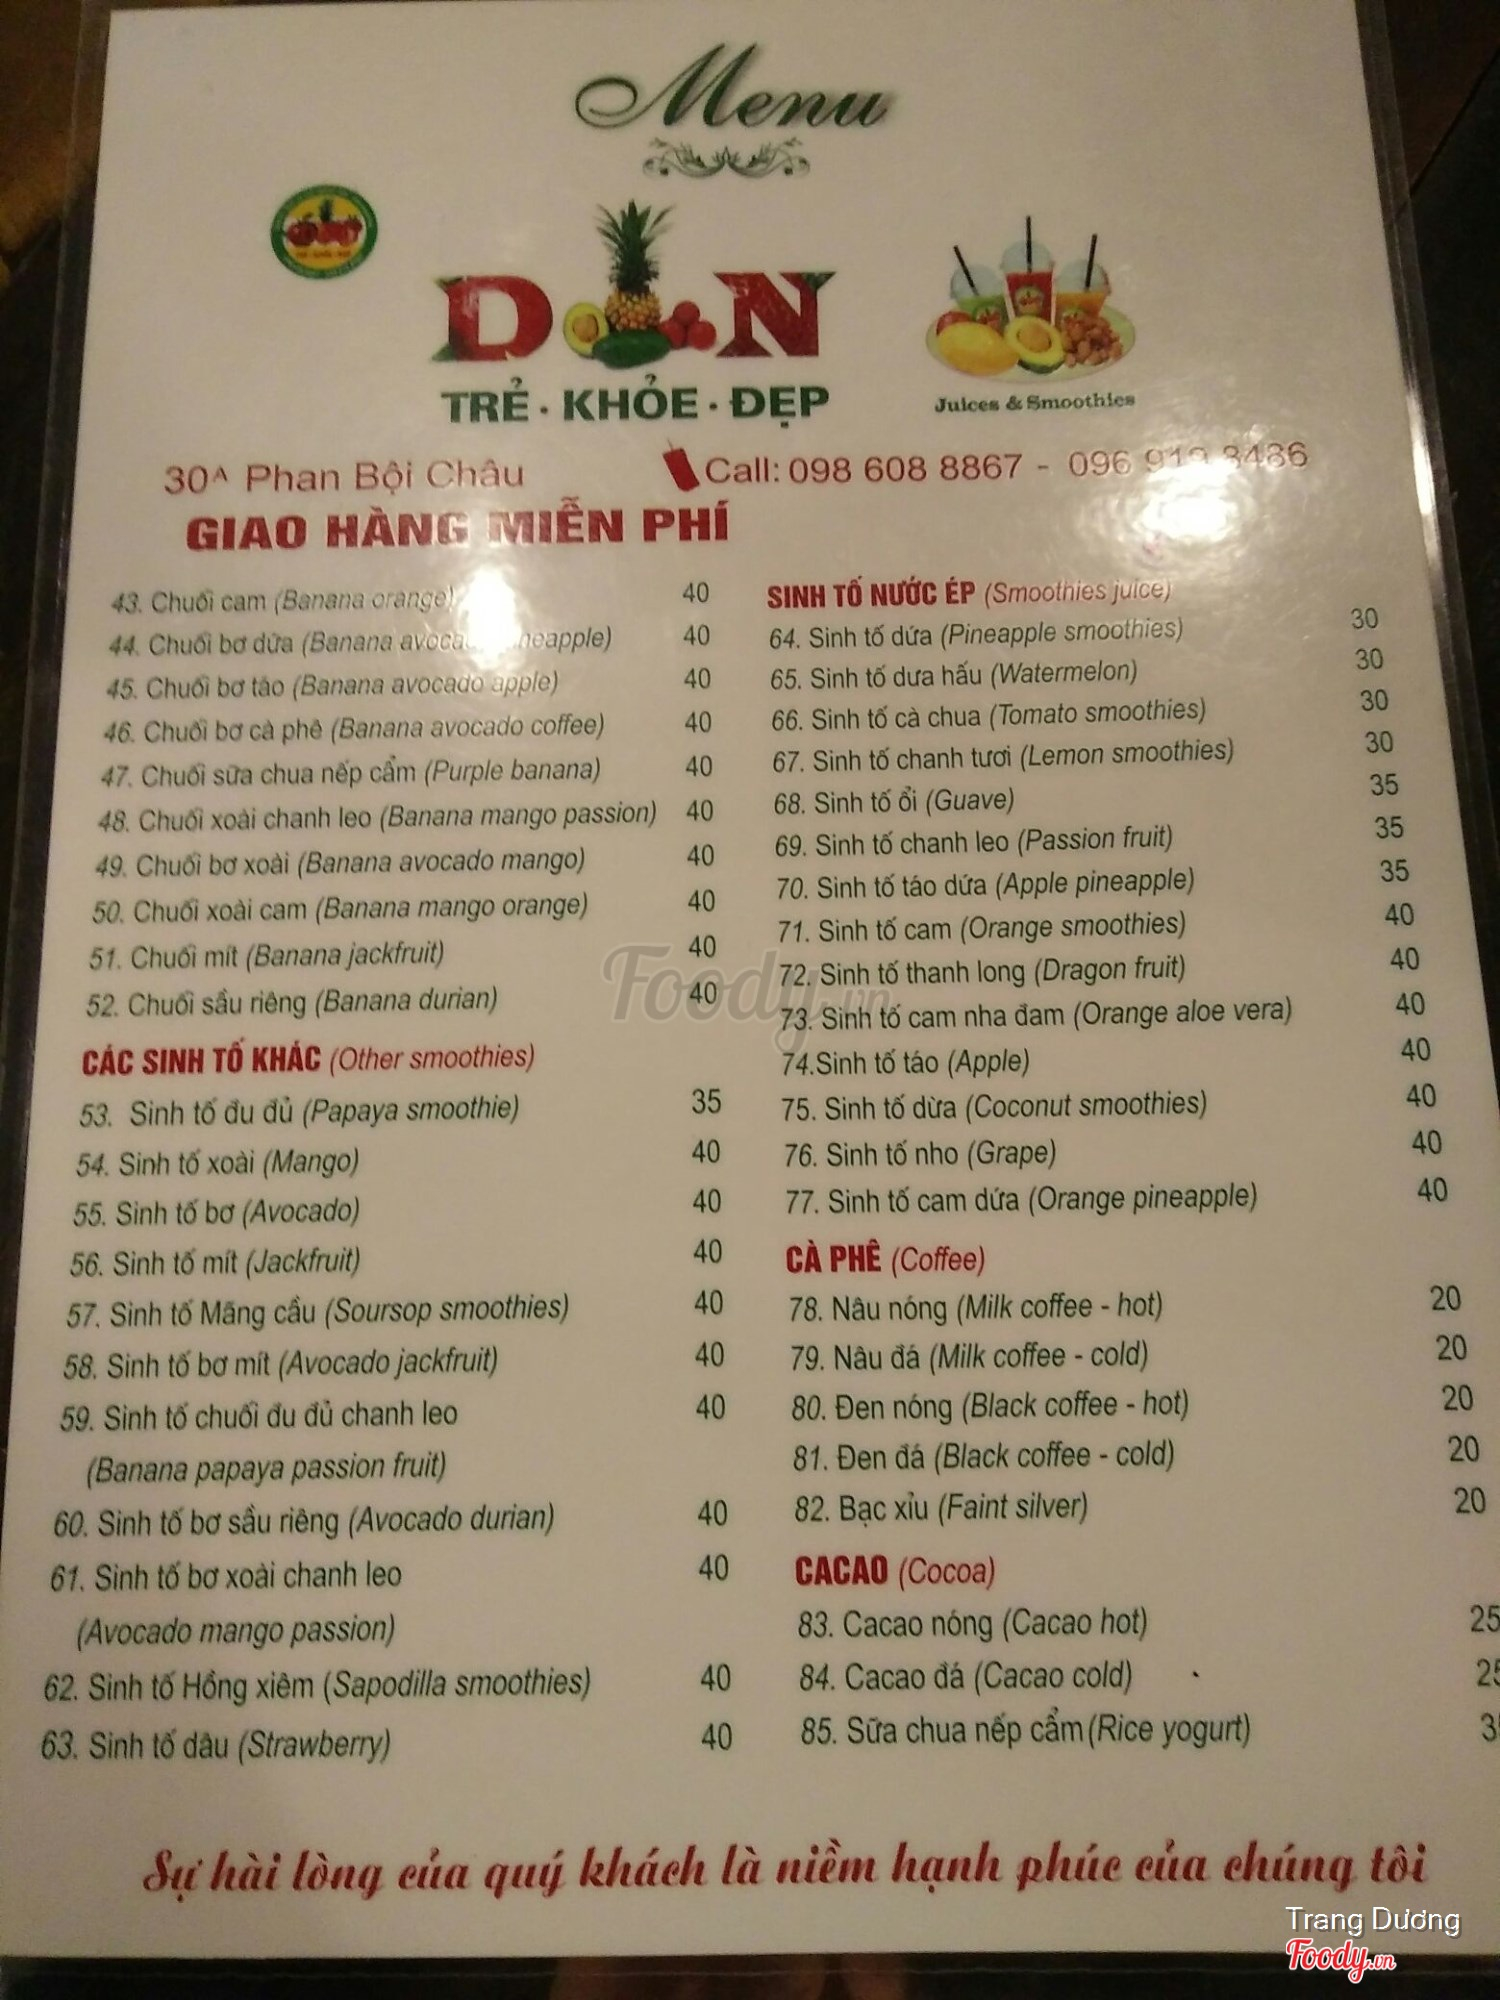 Menu
D N
TRẺ · KHỎE · ĐẸP
Juices & Smoothies
30A Phan Bội Châu
Call: 098 608 8867 - 096 919 8486
GIAO HÀNG MIỄN PHÍ
43. Chuối cam (Banana orange) 40
44. Chuối bơ dứa (Banana avocado pineapple) 40
45. Chuối bơ táo (Banana avocado apple) 40
46. Chuối bơ cà phê (Banana avocado coffee) 40
47. Chuối sữa chua nếp cẩm (Purple banana) 40
48. Chuối xoài chanh leo (Banana mango passion) 40
49. Chuối bơ xoài (Banana avocado mango) 40
50. Chuối xoài cam (Banana mango orange) 40
51. Chuối mít (Banana jackfruit) 40
52. Chuối sầu riêng (Banana durian) 40
CÁC SINH TỐ KHÁC (Other smoothies)
53. Sinh tố đu đủ (Papaya smoothie) 35
54. Sinh tố xoài (Mango) 40
55. Sinh tố bơ (Avocado) 40
56. Sinh tố mít (Jackfruit) 40
57. Sinh tố Mãng cầu (Soursop smoothies) 40
58. Sinh tố bơ mít (Avocado jackfruit) 40
59. Sinh tố chuối đu đủ chanh leo 40
(Banana papaya passion fruit)
60. Sinh tố bơ sầu riêng (Avocado durian) 40
61. Sinh tố bơ xoài chanh leo 40
(Avocado mango passion)
62. Sinh tố Hồng xiêm (Sapodilla smoothies) 40
63. Sinh tố dâu (Strawberry) 40
SINH TỐ NƯỚC ÉP (Smoothies juice)
64. Sinh tố dứa (Pineapple smoothies) 30
65. Sinh tố dưa hấu (Watermelon) 30
66. Sinh tố cà chua (Tomato smoothies) 30
67. Sinh tố chanh tươi (Lemon smoothies) 30
68. Sinh tố ổi (Guave) 35
69. Sinh tố chanh leo (Passion fruit) 35
70. Sinh tố táo dứa (Apple pineapple) 35
71. Sinh tố cam (Orange smoothies) 40
72. Sinh tố thanh long (Dragon fruit) 40
73. Sinh tố cam nha đam (Orange aloe vera) 40
74.Sinh tố táo (Apple) 40
75. Sinh tố dừa (Coconut smoothies) 40
76. Sinh tố nho (Grape) 40
77. Sinh tố cam dứa (Orange pineapple) 40
CÀ PHÊ (Coffee)
78. Nâu nóng (Milk coffee - hot) 20
79. Nâu đá (Milk coffee - cold) 20
80. Đen nóng (Black coffee - hot) 20
81. Đen đá (Black coffee - cold) 20
82. Bạc xỉu (Faint silver) 20
CACAO (Cocoa)
83. Cacao nóng (Cacao hot) 25
84. Cacao đá (Cacao cold) 25
85. Sữa chua nếp cẩm (Rice yogurt)
Sự hài lòng của quý khách là niềm hạnh phúc của chúng tôi
Foody.vn
Trang Dương
Foody.vn